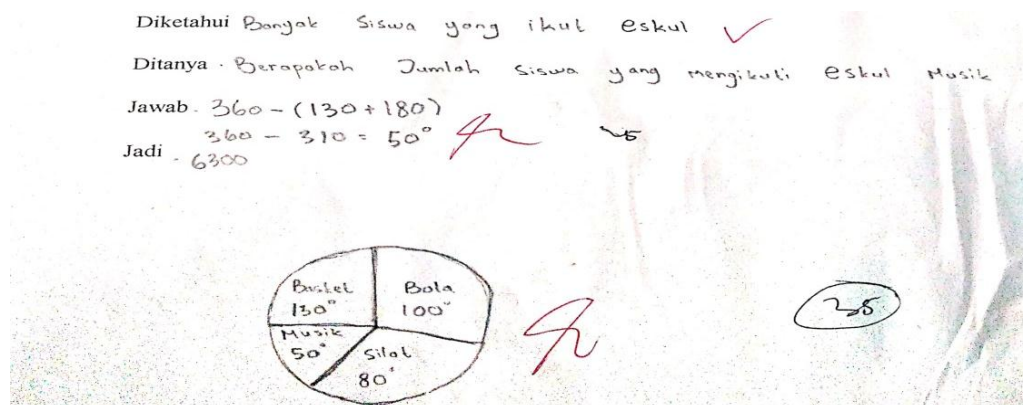 Diketahui Banyak Siswa yang ikut eskul
Ditanya. Berapakah Jumlah siswa yang mengikuti eskul Musik
Jawab. 360 - (130 + 180)
360 - 310 = 50°
Jadi. 6300
Basket
130°
Bola
100°
Musik
50°
Silat
80°